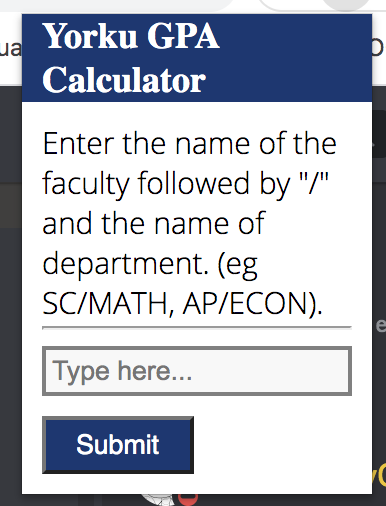 Yorku GPA
Calculator
Enter the name of the
faculty followed by "/"
and the name of
department. (eg
SC/MATH, AP/ECON).
Type here...
Submit